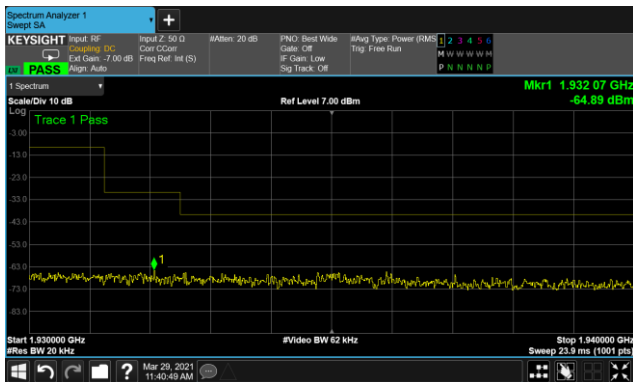 Spectrum Analyzer 1
Swept SA
KEYSIGHT Input: RF Input Z: 50 Ω #Atten: 20 dB PNO: Best Wide #Avg Type: Power (RMS 1 2 3 4 5 6
Coupling: DC Corr CCorr Gate: Off Trig: Free Run M W W W W M
Ext Gain: -7.00 dB Freq Ref: Int (S) IF Gain: Low
PASS Align: Auto Sig Track: Off P N N N N P
1 Spectrum Mkr1 1.932 07 GHz
Scale/Div 10 dB Ref Level 7.00 dBm -64.89 dBm
Log
Trace 1 Pass
-3.00
-13.0
-23.0
-33.0
-43.0
-53.0
1
-63.0
-73.0
-83.0
Start 1.930000 GHz #Video BW 62 kHz Stop 1.940000 GHz
#Res BW 20 kHz Sweep 23.9 ms (1001 pts)
? Mar 29, 2021
11:40:49 AM